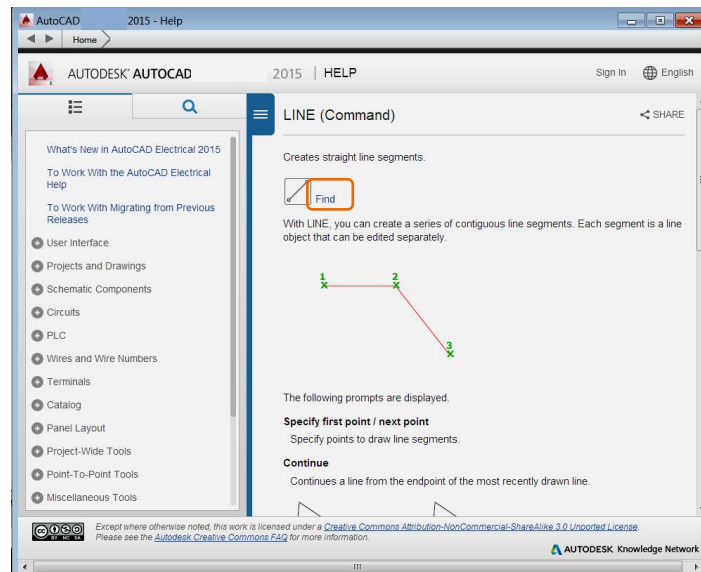 AutoCAD 2015 - Help
Home
AUTODESK® AUTOCAD 2015 | HELP
Sign In English
What's New in AutoCAD Electrical 2015
To Work With the AutoCAD Electrical
Help
To Work With Migrating from Previous
Releases
User Interface
Projects and Drawings
Schematic Components
Circuits
PLC
Wires and Wire Numbers
Terminals
Catalog
Panel Layout
Project-Wide Tools
Point-To-Point Tools
Miscellaneous Tools
LINE (Command)
SHARE
Creates straight line segments.
Find
With LINE, you can create a series of contiguous line segments. Each segment is a line
object that can be edited separately.
1 2
3
The following prompts are displayed.
Specify first point / next point
Specify points to draw line segments.
Continue
Continues a line from the endpoint of the most recently drawn line.
CC BY NC SA
Except where otherwise noted, this work is licensed under a Creative Commons Attribution-NonCommercial-ShareAlike 3.0 Unported License.
Please see the Autodesk Creative Commons FAQ for more information.
AUTODESK Knowledge Network